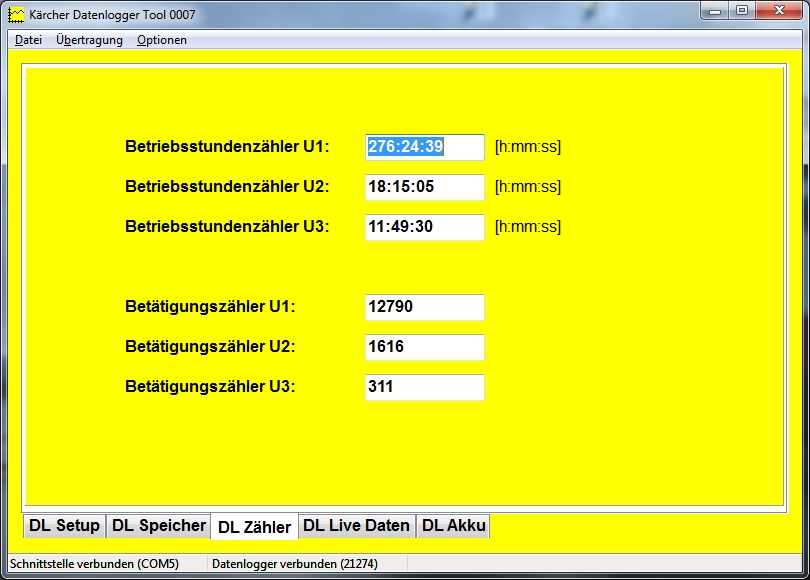 Kärcher Datenlogger Tool 0007
Datei Übertragung Optionen
Betriebsstundenzähler U1: 276:24:39 [h:mm:ss]
Betriebsstundenzähler U2: 18:15:05 [h:mm:ss]
Betriebsstundenzähler U3: 11:49:30 [h:mm:ss]
Betätigungszähler U1: 12790
Betätigungszähler U2: 1616
Betätigungszähler U3: 311
DL Setup DL Speicher DL Zähler DL Live Daten DL Akku
Schnittstelle verbunden (COM5) Datenlogger verbunden (21274)